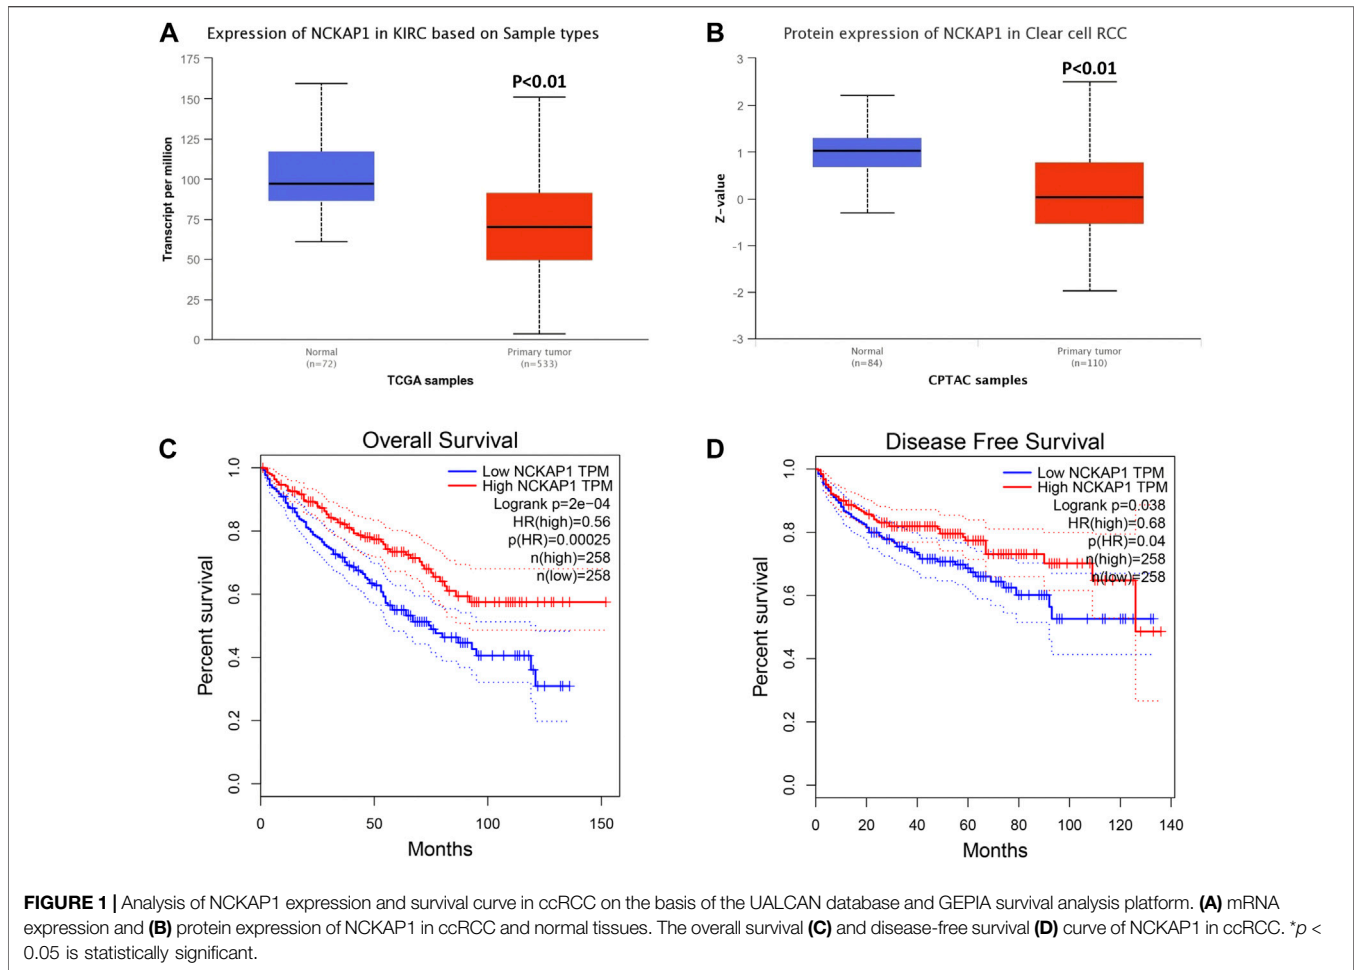 A
Expression of NCKAP1 in KIRC based on Sample types
175
150
125
100
75
50
25
0
Transcript per million
P<0.01
Normal
(n=72)
Primary tumor
(n=533)
TCGA samples
B
Protein expression of NCKAP1 in Clear cell RCC
3
2
1
0
-1
-2
-3
Z-value
P<0.01
Normal
(n=84)
Primary tumor
(n=110)
CPTAC samples
C
Overall Survival
Low NCKAP1 TPM
High NCKAP1 TPM
Logrank p=2e-04
HR(high)=0.56
p(HR)=0.00025
n(high)=258
n(low)=258
1.0
0.8
0.6
0.4
0.2
0.0
Percent survival
0 50 100 150
Months
D
Disease Free Survival
Low NCKAP1 TPM
High NCKAP1 TPM
Logrank p=0.038
HR(high)=0.68
p(HR)=0.04
n(high)=258
n(low)=258
1.0
0.8
0.6
0.4
0.2
0.0
Percent survival
0 20 40 60 80 100 120 140
Months
FIGURE 1 | Analysis of NCKAP1 expression and survival curve in ccRCC on the basis of the UALCAN database and GEPIA survival analysis platform. (A) mRNA
expression and (B) protein expression of NCKAP1 in ccRCC and normal tissues. The overall survival (C) and disease-free survival (D) curve of NCKAP1 in ccRCC. *p <
0.05 is statistically significant.